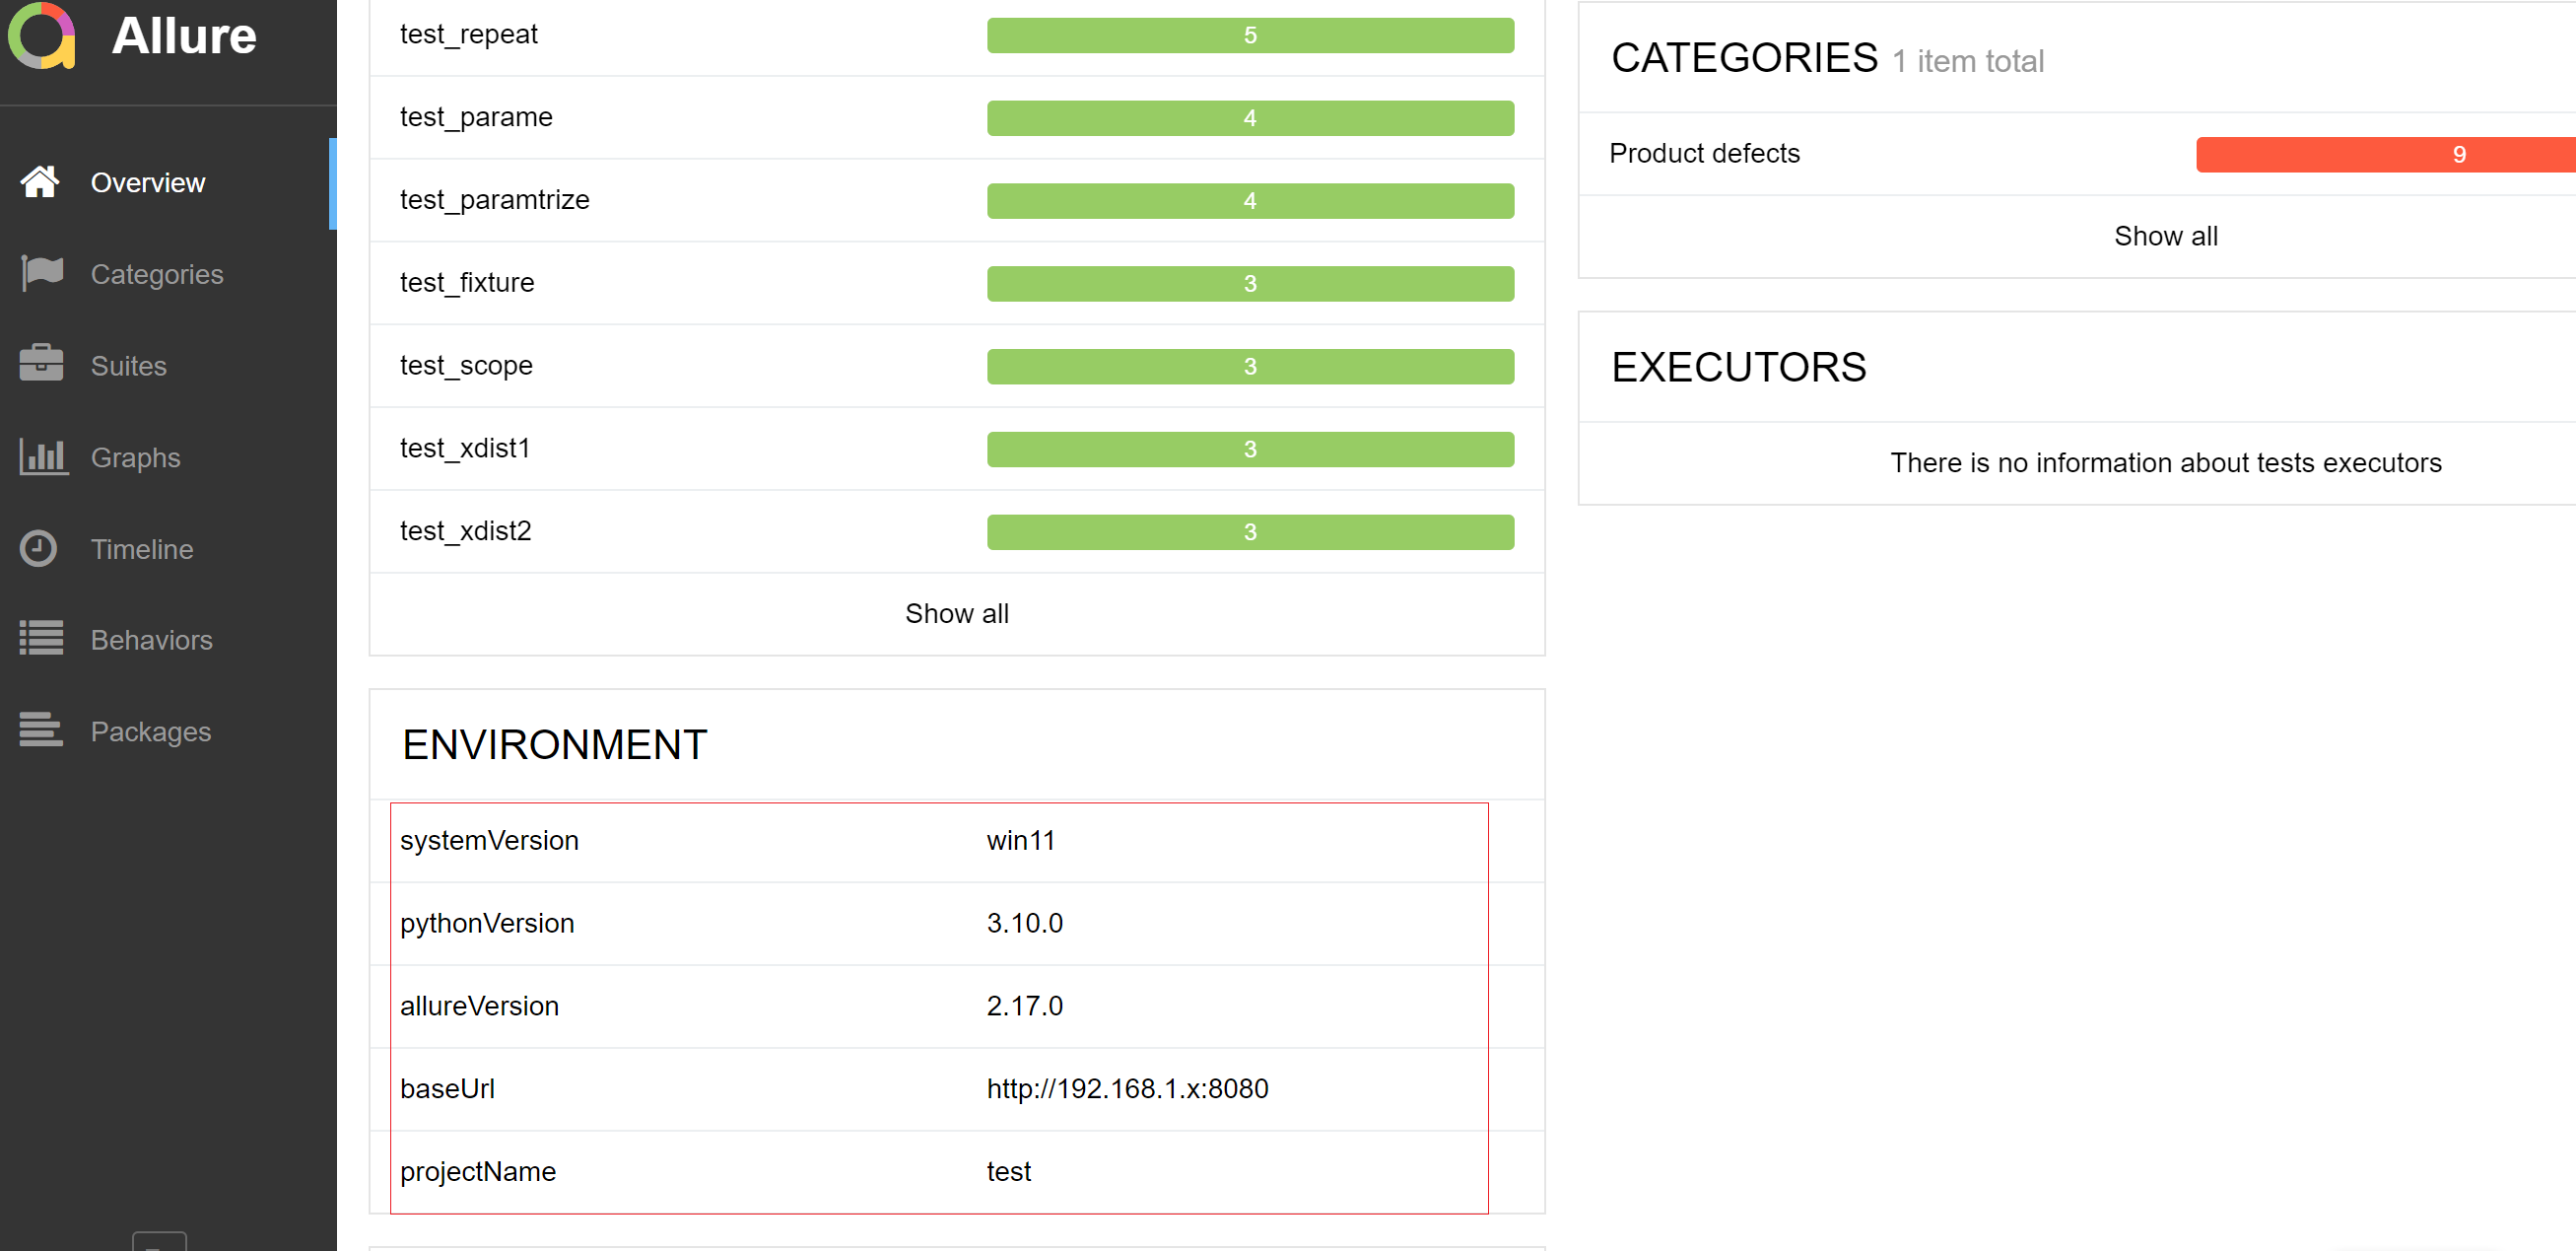 Allure
Overview
Categories
Suites
Graphs
Timeline
Behaviors
Packages
test_repeat 5
test_parame 4
test_paramtrize 4
test_fixture 3
test_scope 3
test_xdist1 3
test_xdist2 3
Show all
ENVIRONMENT
systemVersion win11
pythonVersion 3.10.0
allureVersion 2.17.0
baseUrl http://192.168.1.x:8080
projectName test
CATEGORIES 1 item total
Product defects 9
Show all
EXECUTORS
There is no information about tests executors